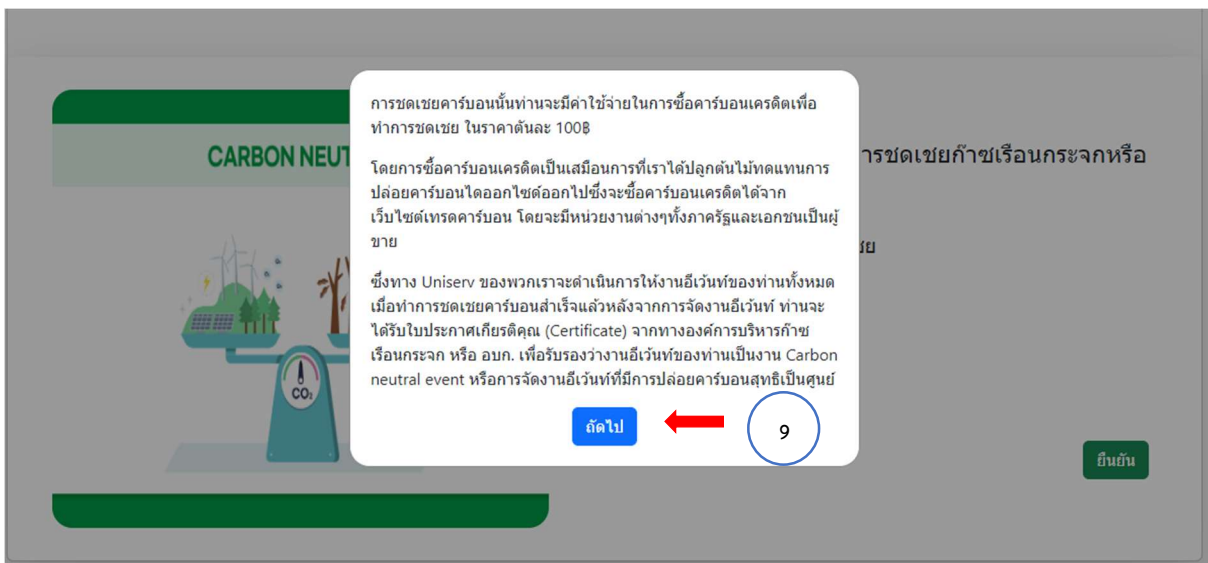 การชดเชยคาร์บอนนั้นท่านจะมีค่าใช้จ่ายในการซื้อคาร์บอนเครดิตเพื่อ
ทำการชดเชย ในราคาตันละ 100฿
โดยการซื้อคาร์บอนเครดิตเป็นเสมือนการที่เราได้ปลูกต้นไม้ทดแทนการ
ปล่อยคาร์บอนไดออกไซด์ออกไปซึ่งจะซื้อคาร์บอนเครดิตได้จาก
เว็บไซต์เทรดคาร์บอน โดยจะมีหน่วยงานต่างๆทั้งภาครัฐและเอกชนเป็นผู้
ขาย
ซึ่งทาง Uniserv ของพวกเราจะดำเนินการให้งานอีเว้นท์ของท่านทั้งหมด
เมื่อทำการชดเชยคาร์บอนสำเร็จแล้วหลังจากการจัดงานอีเว้นท์ ท่านจะ
ได้รับใบประกาศเกียรติคุณ (Certificate) จากทางองค์การบริหารก๊าซ
เรือนกระจก หรือ อบก. เพื่อรับรองว่างานอีเว้นท์ของท่านเป็นงาน Carbon
neutral event หรือการจัดงานอีเว้นท์ที่มีการปล่อยคาร์บอนสุทธิเป็นศูนย์
ถัดไป
9
CARBON NEUT
CO₂
ารชดเชยก๊าซเรือนกระจกหรือ
ชย
ยืนยัน